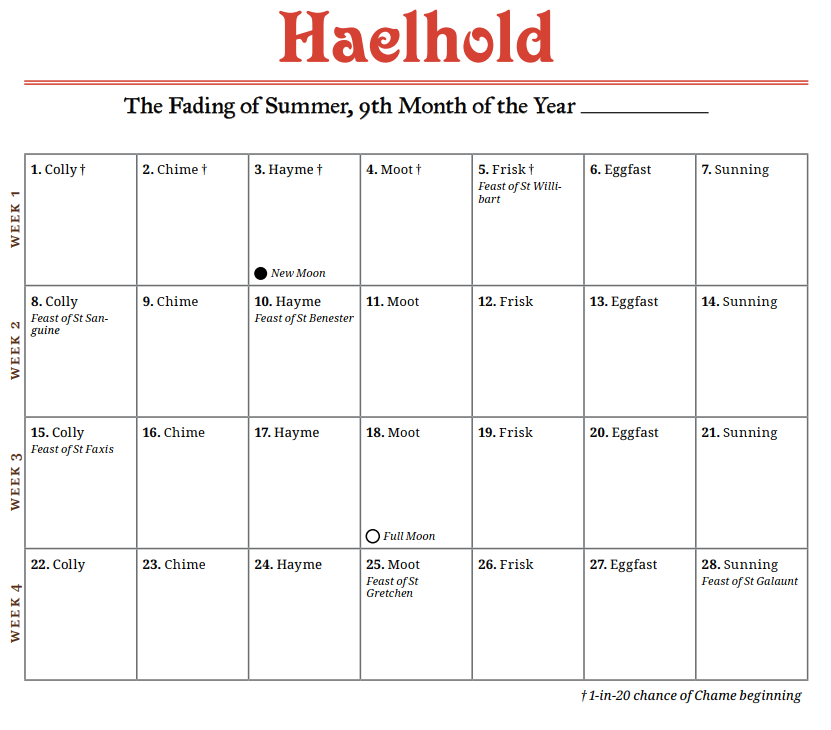 Haelhold
The Fading of Summer, 9th Month of the Year ___________
WEEK 1
1. Colly †
2. Chime †
3. Hayme †
New Moon
4. Moot †
5. Frisk †
Feast of St Willi-
bart
6. Eggfast
7. Sunning
WEEK 2
8. Colly
Feast of St San-
guine
9. Chime
10. Hayme
Feast of St Benester
11. Moot
12. Frisk
13. Eggfast
14. Sunning
WEEK 3
15. Colly
Feast of St Faxis
16. Chime
17. Hayme
18. Moot
Full Moon
19. Frisk
20. Eggfast
21. Sunning
WEEK 4
22. Colly
23. Chime
24. Hayme
25. Moot
Feast of St
Gretchen
26. Frisk
27. Eggfast
28. Sunning
Feast of St Galaunt
† 1-in-20 chance of Chame beginning